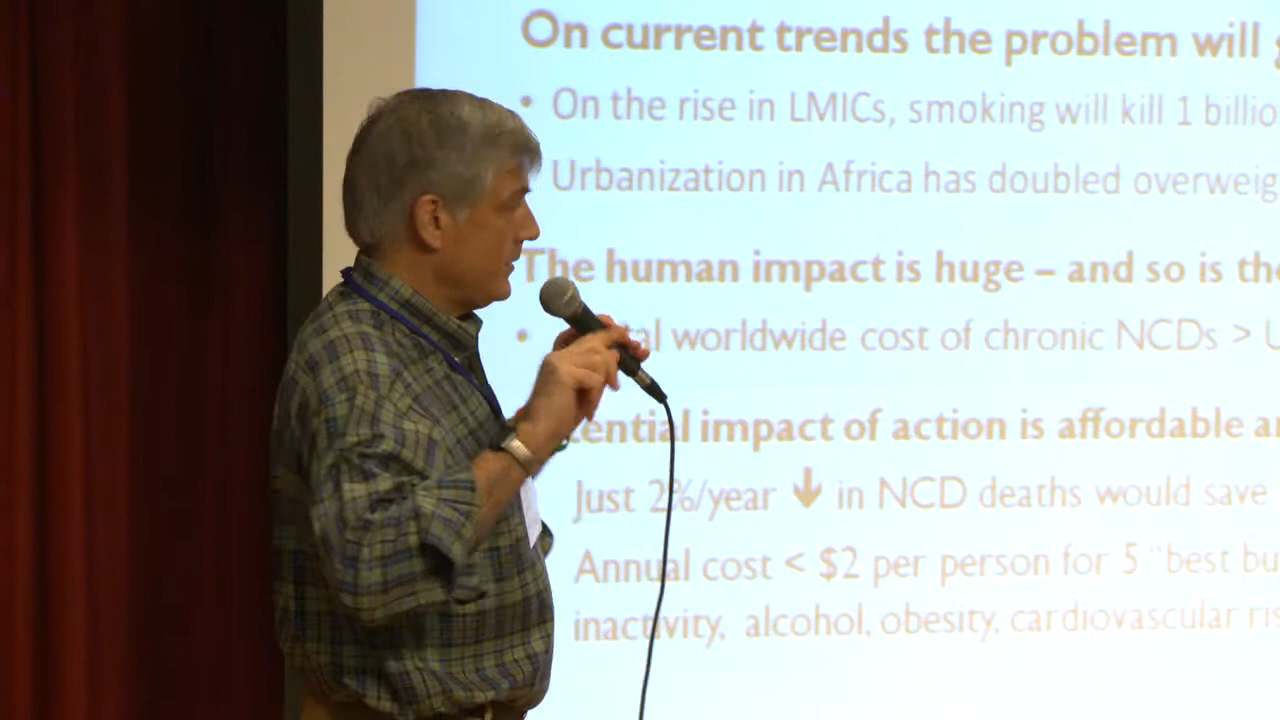 On current trends the problem will
• On the rise in LMICs, smoking will kill 1 billio
Urbanization in Africa has doubled overweig
The human impact is huge – and so is the
• tal worldwide cost of chronic NCDs > U
tential impact of action is affordable an
Just 2%/year ↓ in NCD deaths would save
Annual cost < $2 per person for 5 "best bu
inactivity, alcohol, obesity, cardiovascular ris